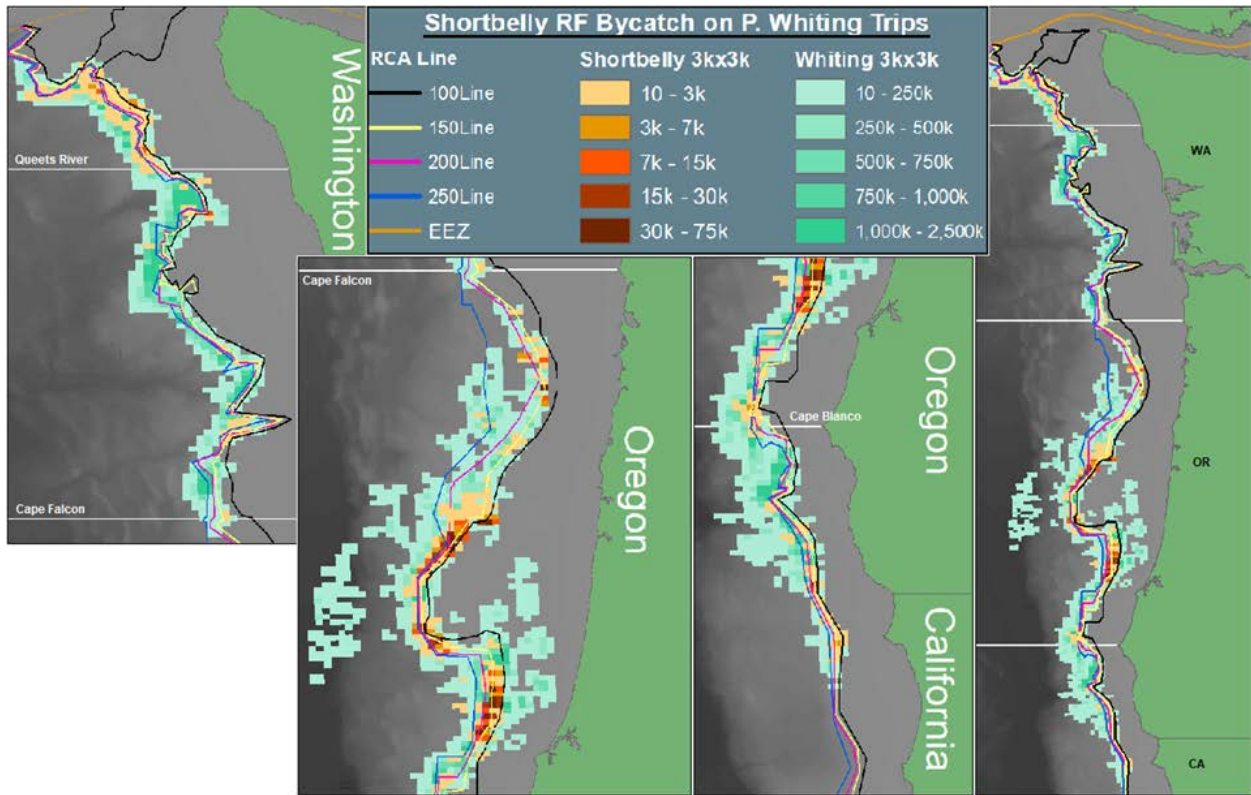 Shortbelly RF Bycatch on P. Whiting Trips
RCA Line
100Line
150Line
200Line
250Line
EEZ
Shortbelly 3kx3k
10 - 3k
3k - 7k
7k - 15k
15k - 30k
30k - 75k
Whiting 3kx3k
10 - 250k
250k - 500k
500k - 750k
750k - 1,000k
1,000k - 2,500k
Washington
Queets River
Cape Falcon
Cape Falcon
Oregon
Oregon
Cape Blanco
California
WA
OR
CA